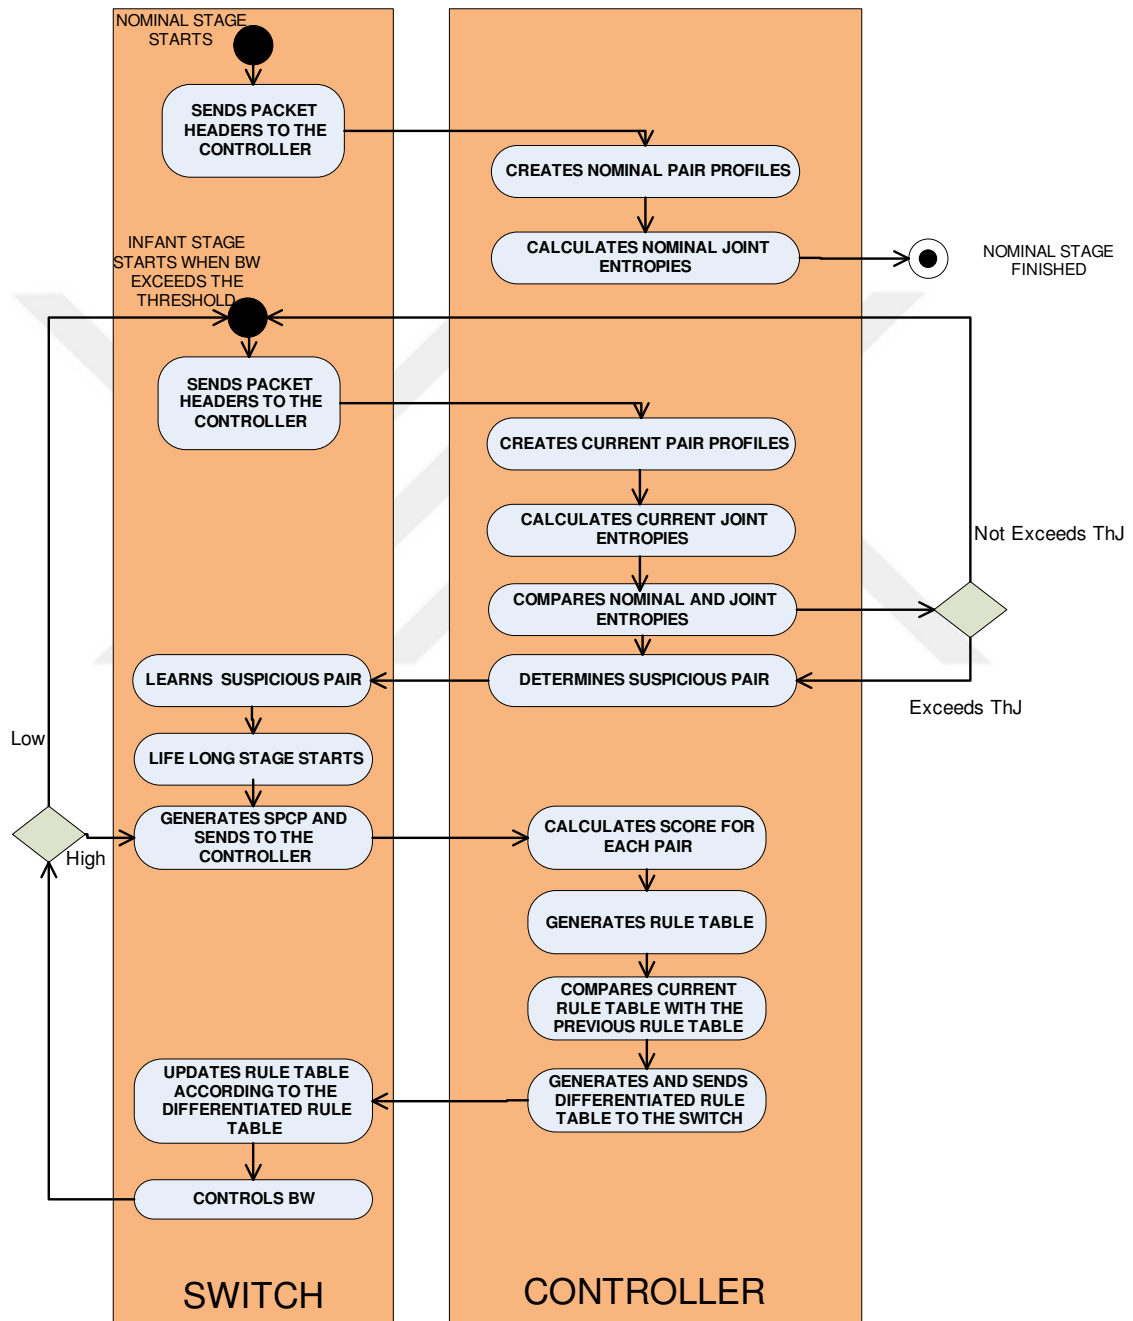 NOMINAL STAGE
STARTS
SENDS PACKET
HEADERS TO THE
CONTROLLER
CREATES NOMINAL PAIR PROFILES
CALCULATES NOMINAL JOINT
ENTROPIES
NOMINAL STAGE
FINISHED
INFANT STAGE
STARTS WHEN BW
EXCEEDS THE
THRESHOLD
SENDS PACKET
HEADERS TO THE
CONTROLLER
CREATES CURRENT PAIR PROFILES
CALCULATES CURRENT JOINT
ENTROPIES
Not Exceeds ThJ
COMPARES NOMINAL AND JOINT
ENTROPIES
LEARNS SUSPICIOUS PAIR
DETERMINES SUSPICIOUS PAIR
Exceeds ThJ
Low
LIFE LONG STAGE STARTS
GENERATES SPCP AND
SENDS TO THE
CONTROLLER
High
CALCULATES SCORE FOR
EACH PAIR
GENERATES RULE TABLE
COMPARES CURRENT
RULE TABLE WITH THE
PREVIOUS RULE TABLE
UPDATES RULE TABLE
ACCORDING TO THE
DIFFERENTIATED RULE
TABLE
GENERATES AND SENDS
DIFFERENTIATED RULE
TABLE TO THE SWITCH
CONTROLS BW
SWITCH
CONTROLLER